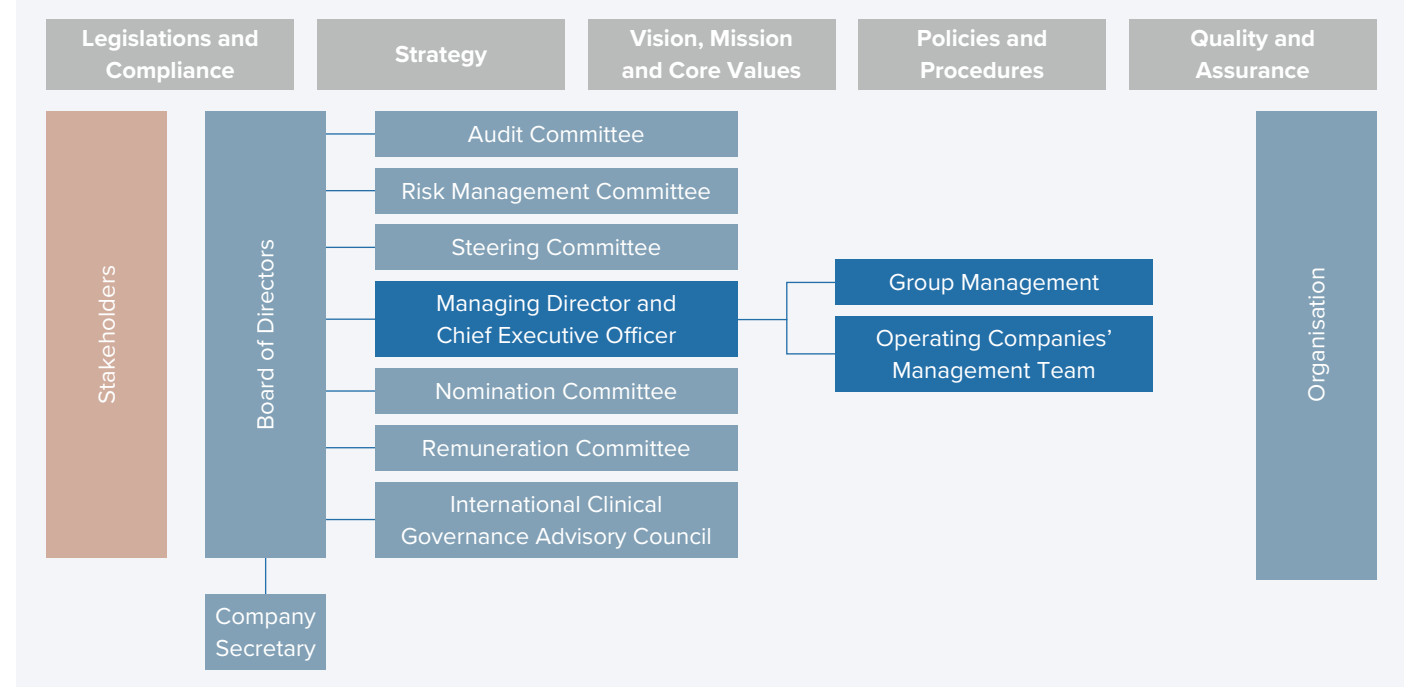 Legislations and
Compliance
Strategy
Vision, Mission
and Core Values
Policies and
Procedures
Quality and
Assurance
Stakeholders
Board of Directors
Audit Committee
Risk Management Committee
Steering Committee
Managing Director and
Chief Executive Officer
Nomination Committee
Remuneration Committee
International Clinical
Governance Advisory Council
Group Management
Operating Companies’
Management Team
Organisation
Company
Secretary